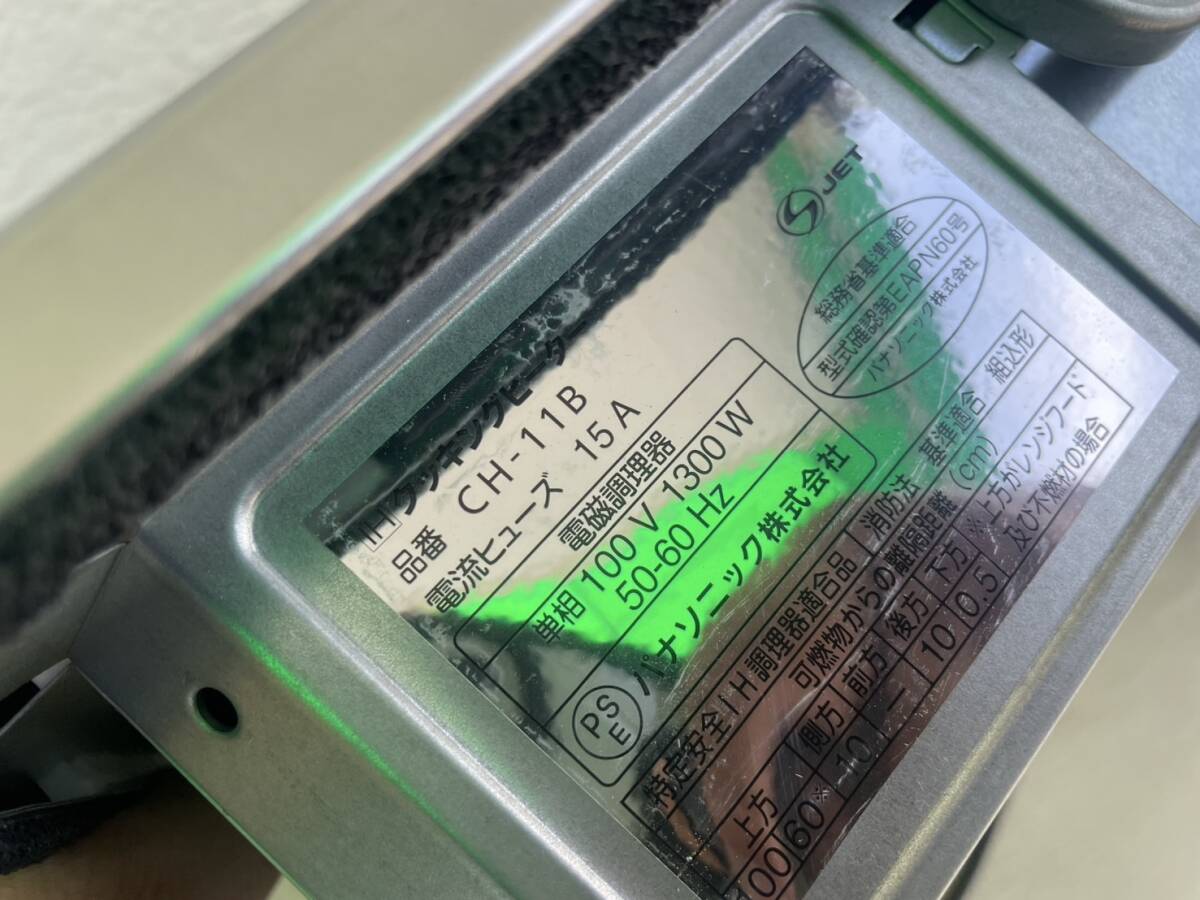 IHクッキングヒーター
品番 CH-11B
電流ヒューズ 15A
電磁調理器
単相 100V 1300W
50-60Hz
PSE パナソニック株式会社
S JET
総務省基準適合
型式確認第EAPN60号
パナソニック株式会社
特定安全IH調理器適合品 消防法 基準適合 組込形
可燃物からの離隔距離 (cm)
上方 側方 前方 後方 下方 ※上方がレンジフード
100 60※ 10 ー 10 0.5 及び不燃材の場合